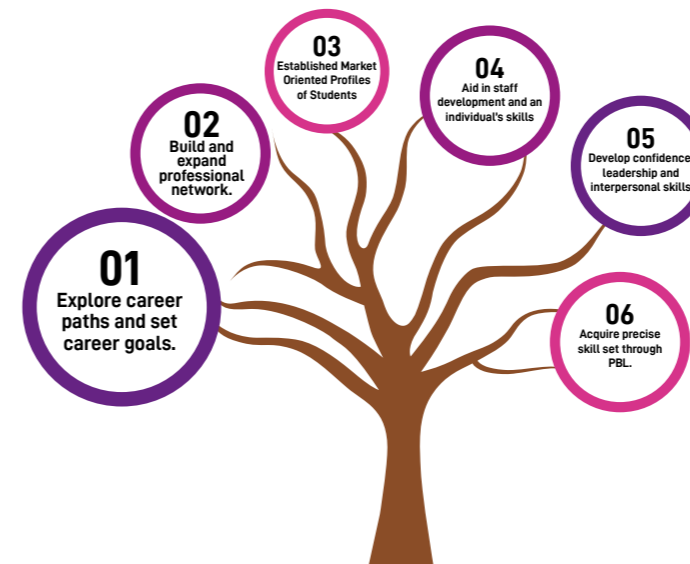 01
Explore career
paths and set
career goals.
02
Build and
expand
professional
network.
03
Established Market
Oriented Profiles
of Students
04
Aid in staff
development and an
individual's skills
05
Develop confidence
leadership and
interpersonal skills
06
Acquire precise
skill set through
PBL.